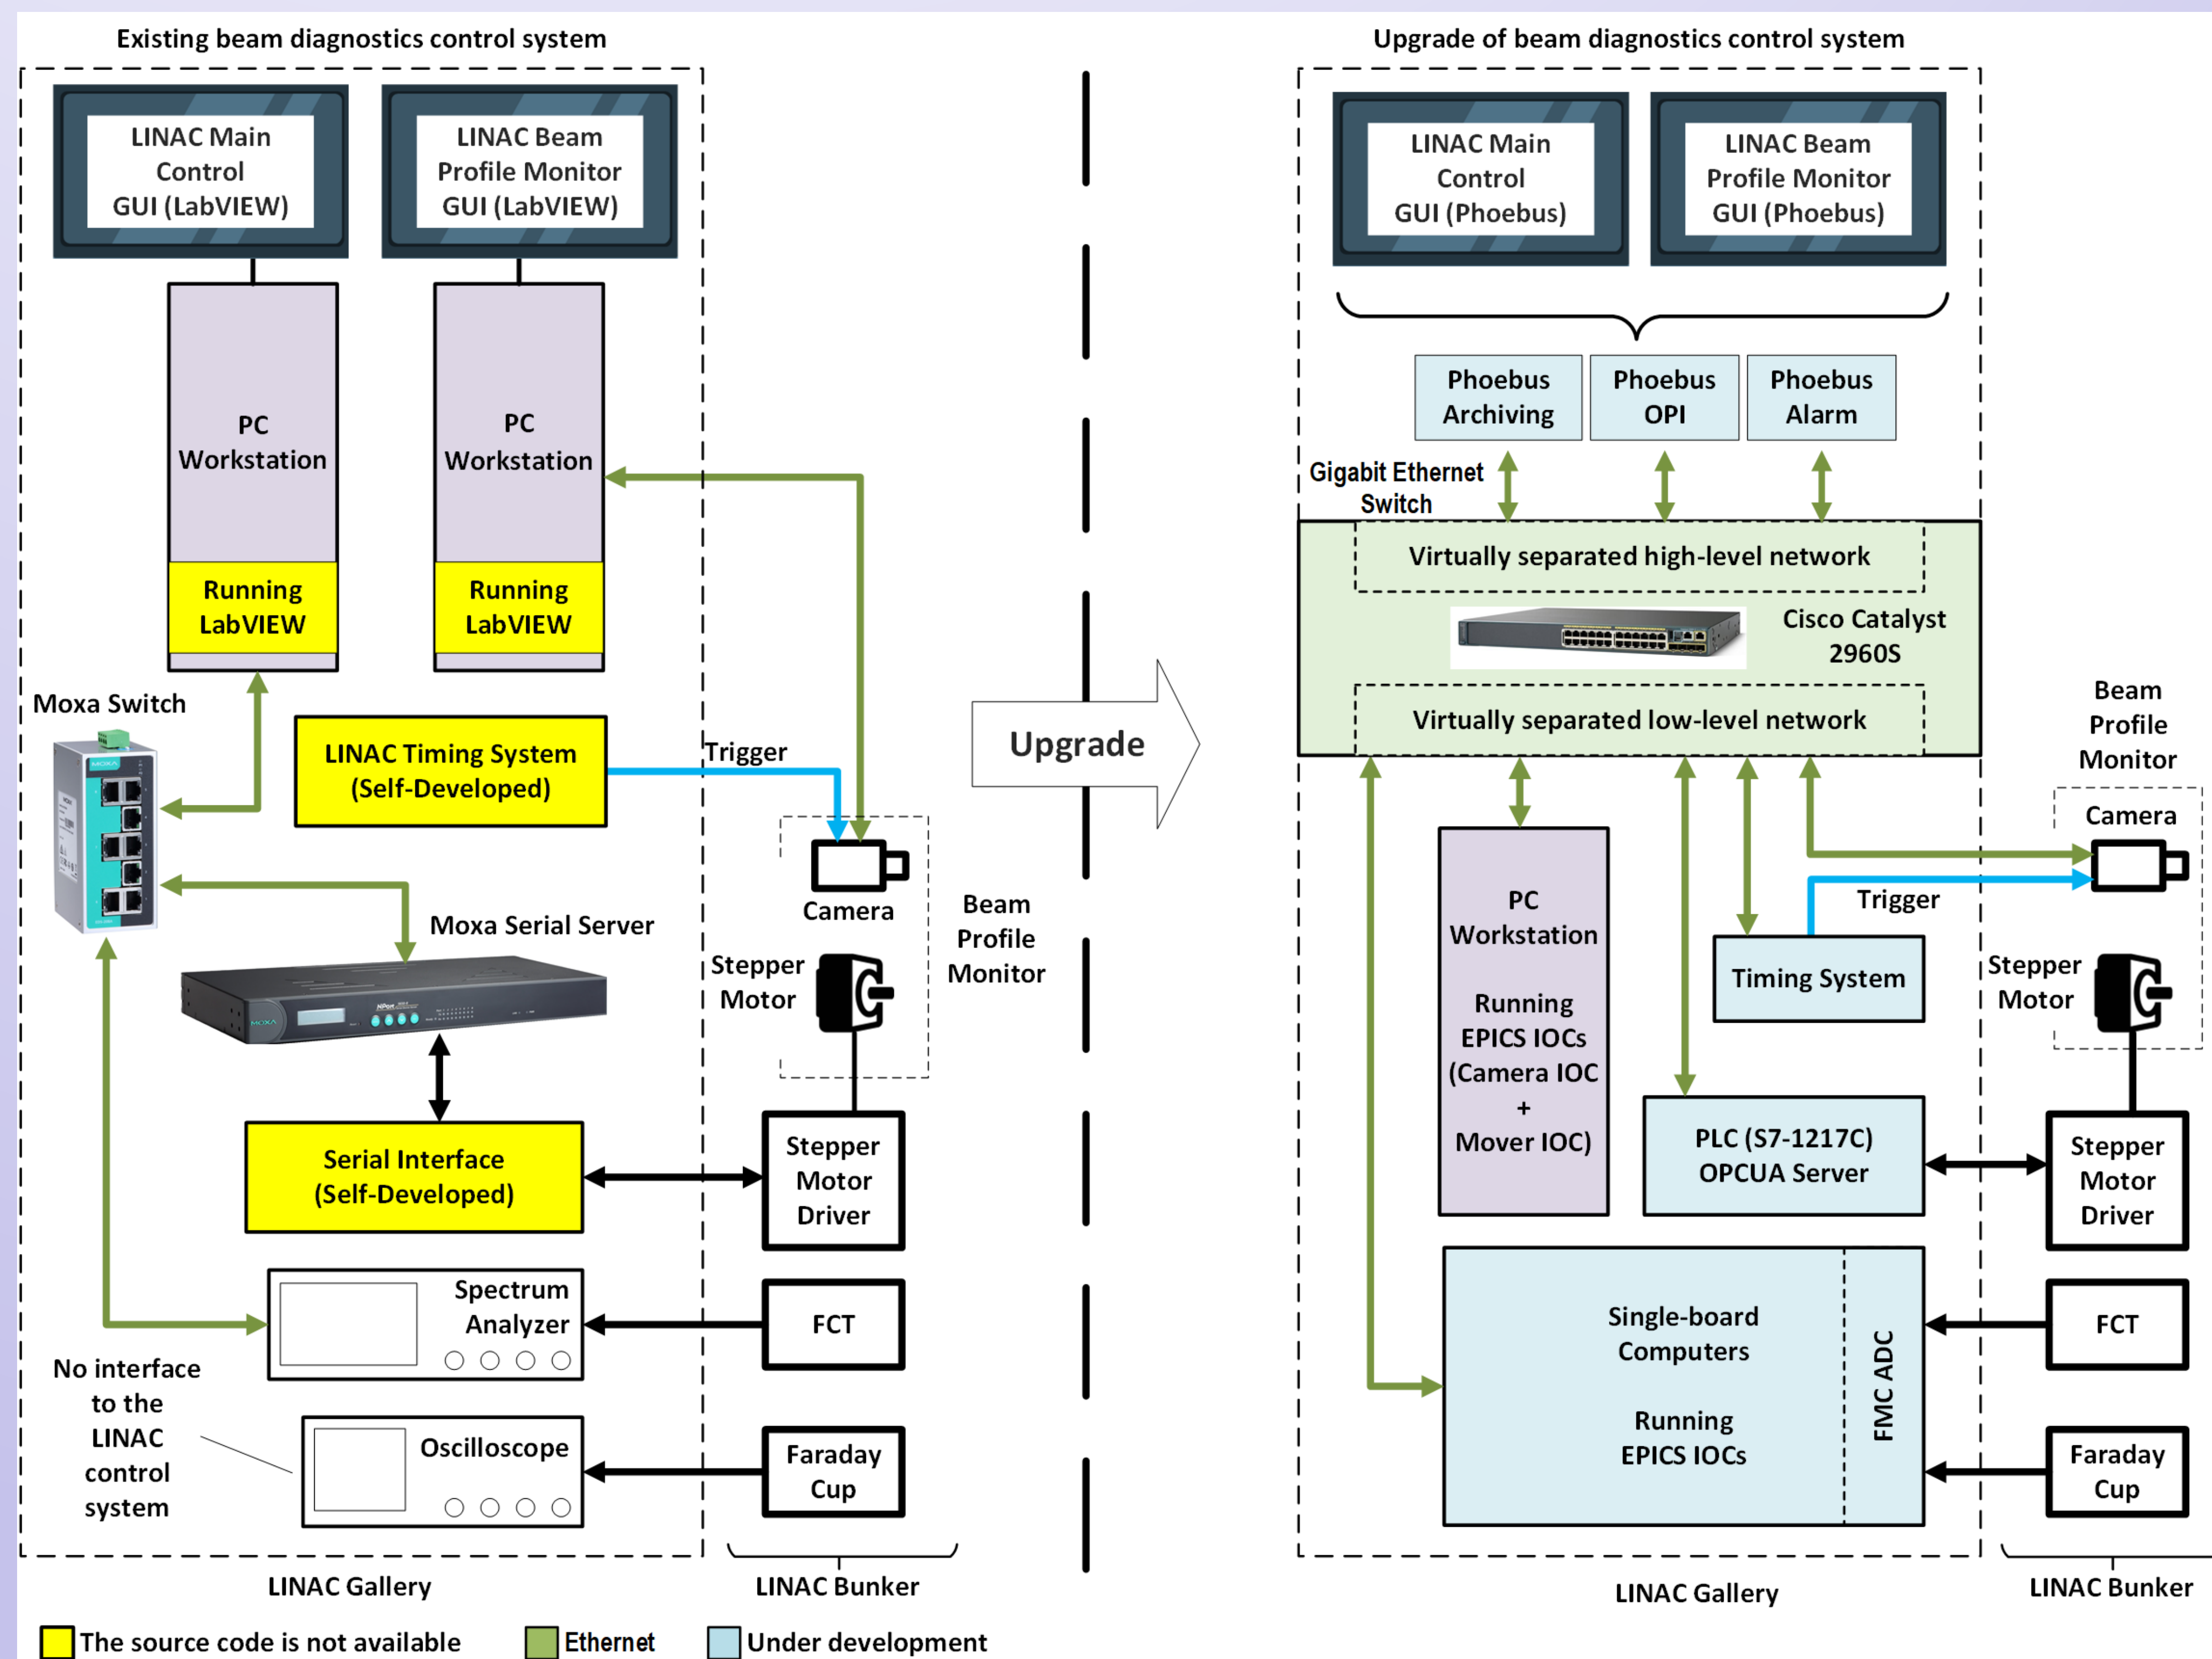 Existing beam diagnostics control system
LINAC Main
Control
GUI (LabVIEW)
LINAC Beam
Profile Monitor
GUI (LabVIEW)
PC
Workstation
PC
Workstation
Running
LabVIEW
Running
LabVIEW
Moxa Switch
MOXA
LINAC Timing System
(Self-Developed)
Trigger
Camera
Beam
Profile
Monitor
Moxa Serial Server
MOXA
Stepper
Motor
Serial Interface
(Self-Developed)
Stepper
Motor
Driver
Spectrum
Analyzer
FCT
No interface
to the
LINAC
control
system
Oscilloscope
Faraday
Cup
LINAC Gallery
LINAC Bunker
The source code is not available
Ethernet
Under development
Upgrade
Upgrade of beam diagnostics control system
LINAC Main
Control
GUI (Phoebus)
LINAC Beam
Profile Monitor
GUI (Phoebus)
Phoebus
Archiving
Phoebus
OPI
Phoebus
Alarm
Gigabit Ethernet
Switch
Virtually separated high-level network
Cisco Catalyst
2960S
Virtually separated low-level network
Beam
Profile
Monitor
Camera
Trigger
PC
Workstation
Running
EPICS IOCs
(Camera IOC
+
Mover IOC)
Timing System
Stepper
Motor
PLC (S7-1217C)
OPCUA Server
Stepper
Motor
Driver
Single-board
Computers
Running
EPICS IOCs
FMC ADC
FCT
Faraday
Cup
LINAC Gallery
LINAC Bunker